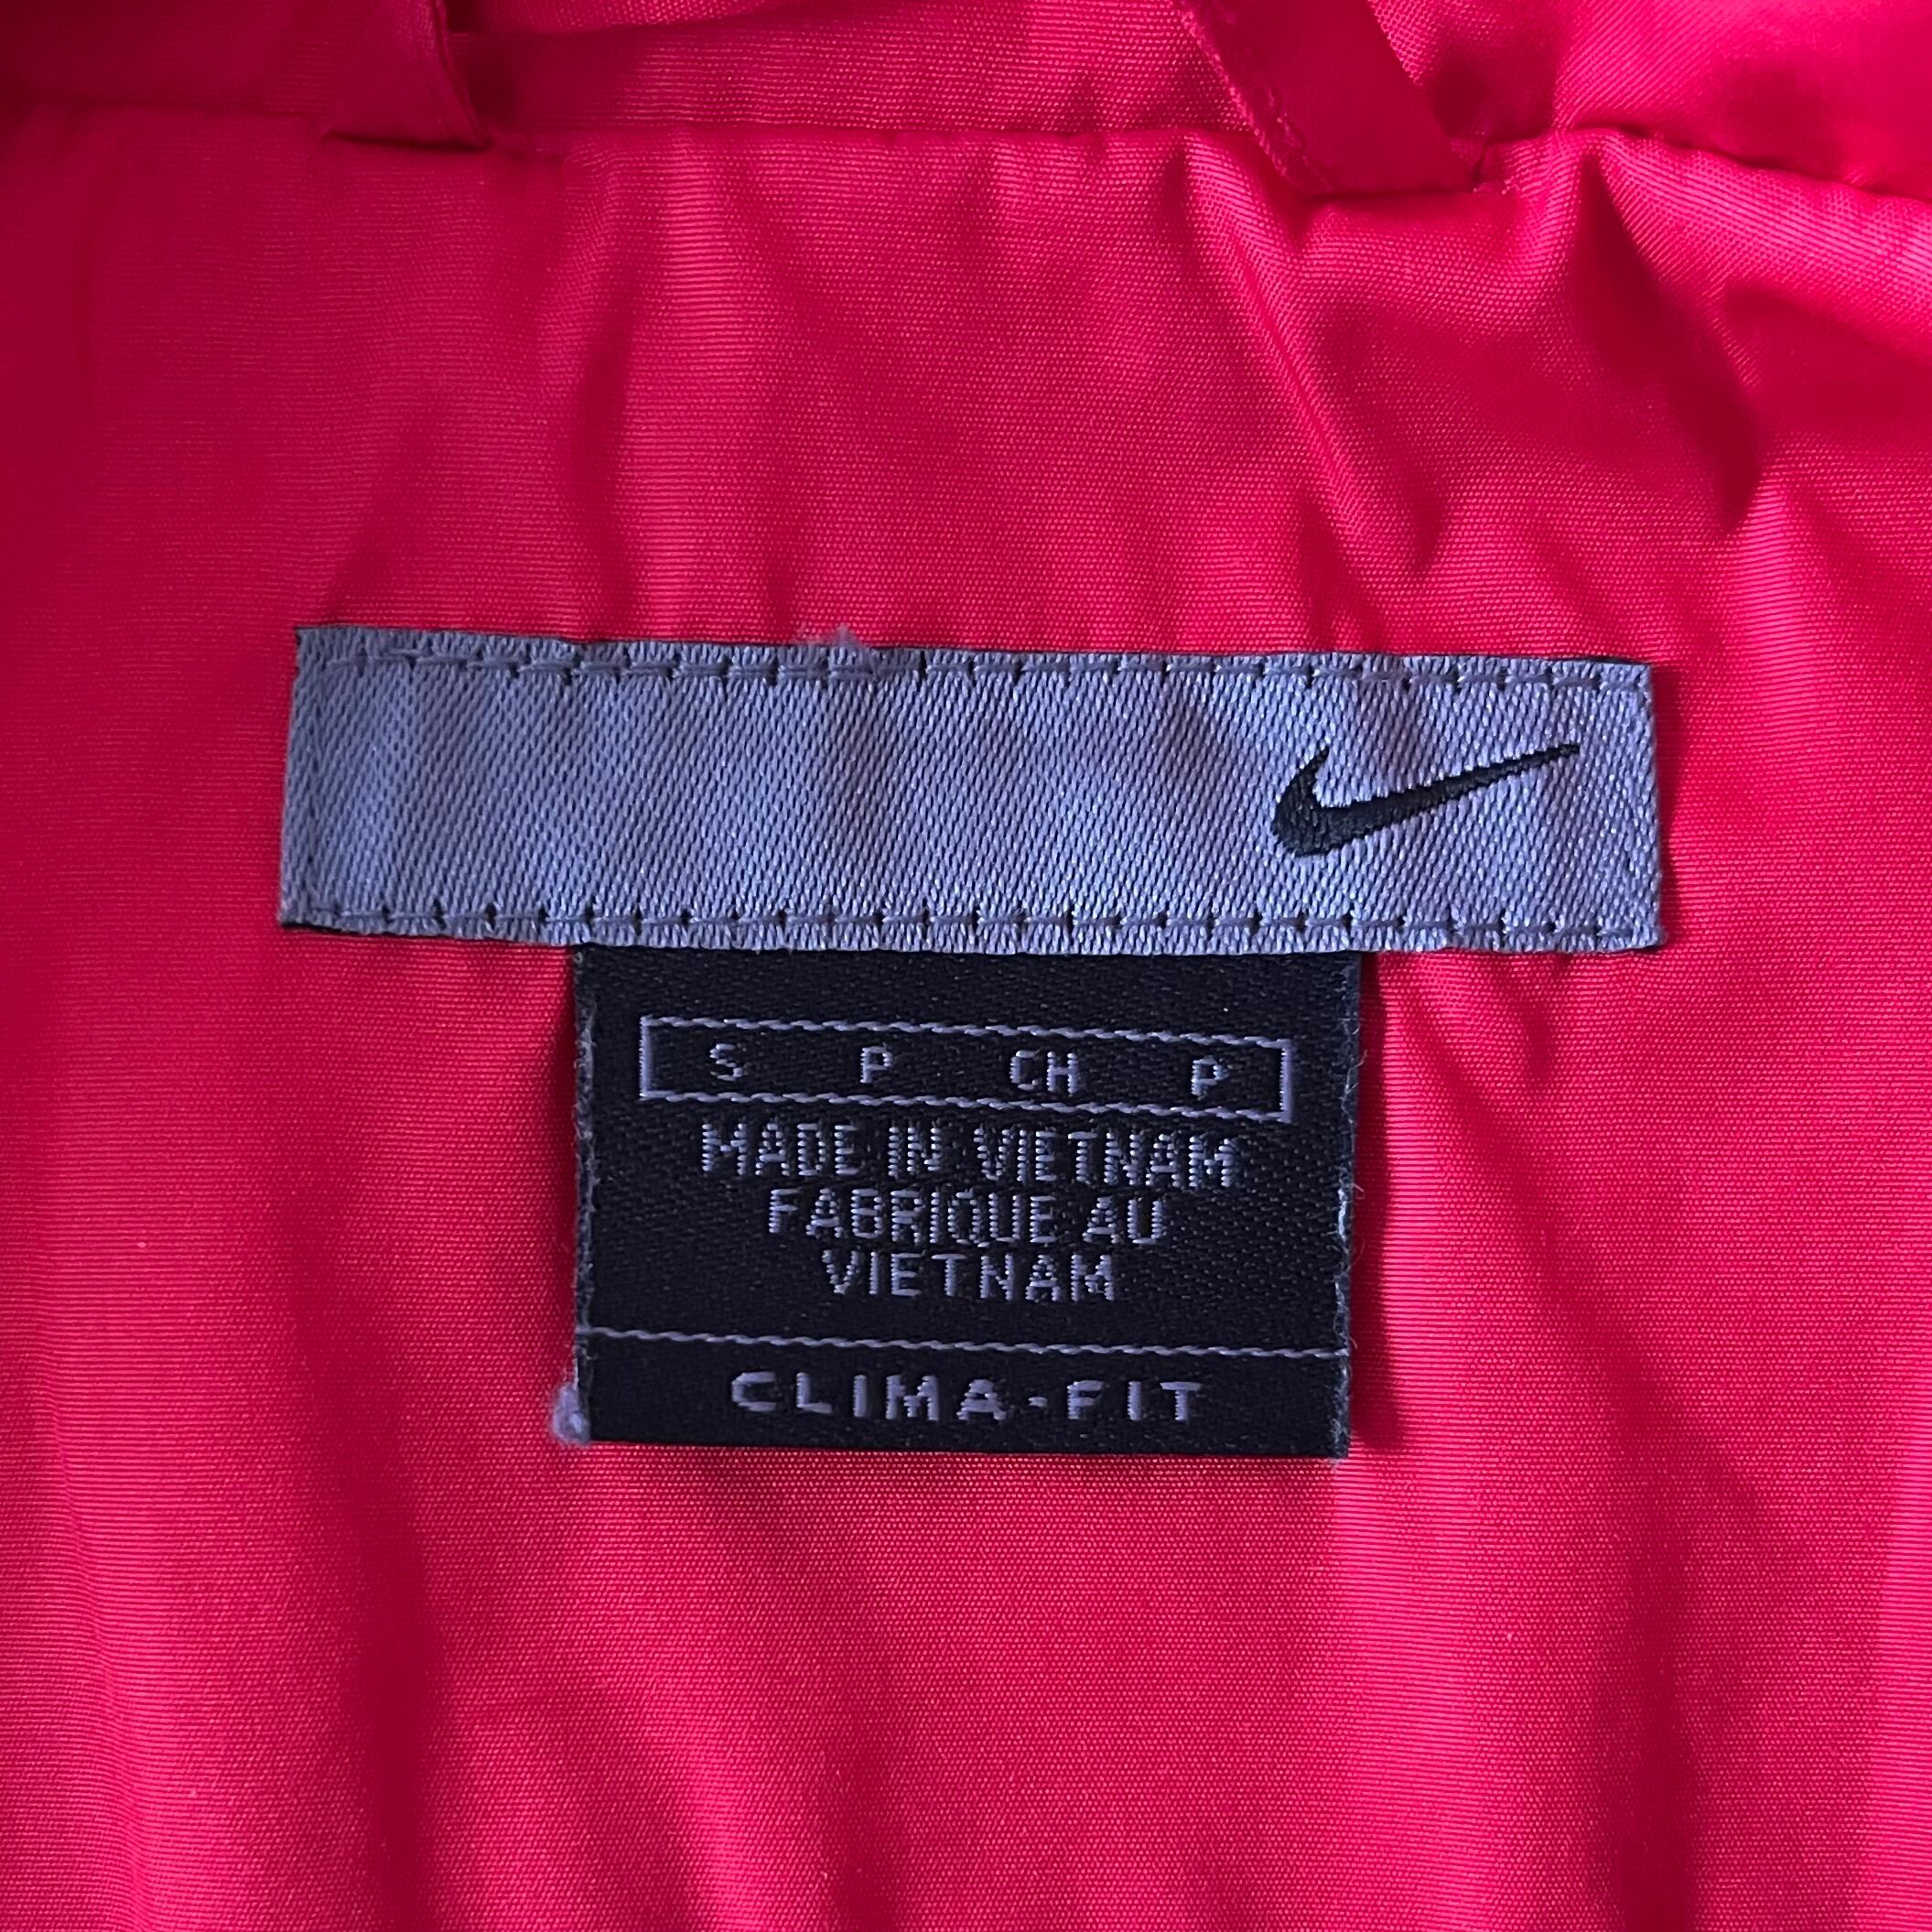 S P CH P
MADE IN VIETNAM
FABRIQUE AU
VIETNAM
CLIMA-FIT